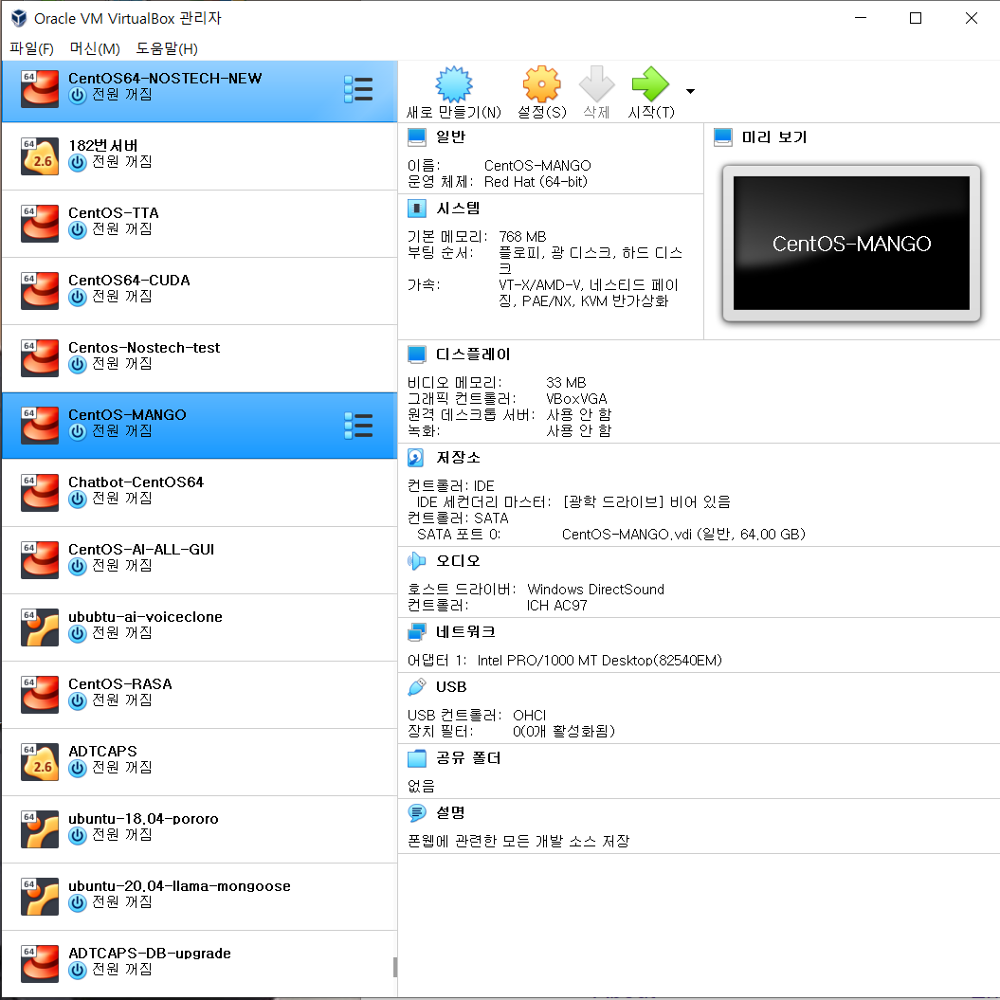 Oracle VM VirtualBox 관리자
파일(F) 머신(M) 도움말(H)
64 CentOS64-NOSTECH-NEW
전원 꺼짐
64 2.6 182번서버
전원 꺼짐
64 CentOS-TTA
전원 꺼짐
64 CentOS64-CUDA
전원 꺼짐
64 Centos-Nostech-test
전원 꺼짐
64 CentOS-MANGO
전원 꺼짐
64 Chatbot-CentOS64
전원 꺼짐
64 CentOS-AI-ALL-GUI
전원 꺼짐
64 ububtu-ai-voiceclone
전원 꺼짐
64 CentOS-RASA
전원 꺼짐
64 2.6 ADTCAPS
전원 꺼짐
64 ubuntu-18.04-pororo
전원 꺼짐
64 ubuntu-20.04-llama-mongoose
전원 꺼짐
64 ADTCAPS-DB-upgrade
전원 꺼짐
새로 만들기(N) 설정(S) 삭제 시작(T)
일반
이름: CentOS-MANGO
운영 체제: Red Hat (64-bit)
미리 보기
CentOS-MANGO
시스템
기본 메모리: 768 MB
부팅 순서: 플로피, 광 디스크, 하드 디스
크
가속: VT-X/AMD-V, 네스티드 페이
징, PAE/NX, KVM 반가상화
디스플레이
비디오 메모리: 33 MB
그래픽 컨트롤러: VBoxVGA
원격 데스크톱 서버: 사용 안 함
녹화: 사용 안 함
저장소
컨트롤러: IDE
IDE 세컨더리 마스터: [광학 드라이브] 비어 있음
컨트롤러: SATA
SATA 포트 0: CentOS-MANGO.vdi (일반, 64.00 GB)
오디오
호스트 드라이버: Windows DirectSound
컨트롤러: ICH AC97
네트워크
어댑터 1: Intel PRO/1000 MT Desktop(82540EM)
USB
USB 컨트롤러: OHCI
장치 필터: 0(0개 활성화됨)
공유 폴더
없음
설명
폰웹에 관련한 모든 개발 소스 저장